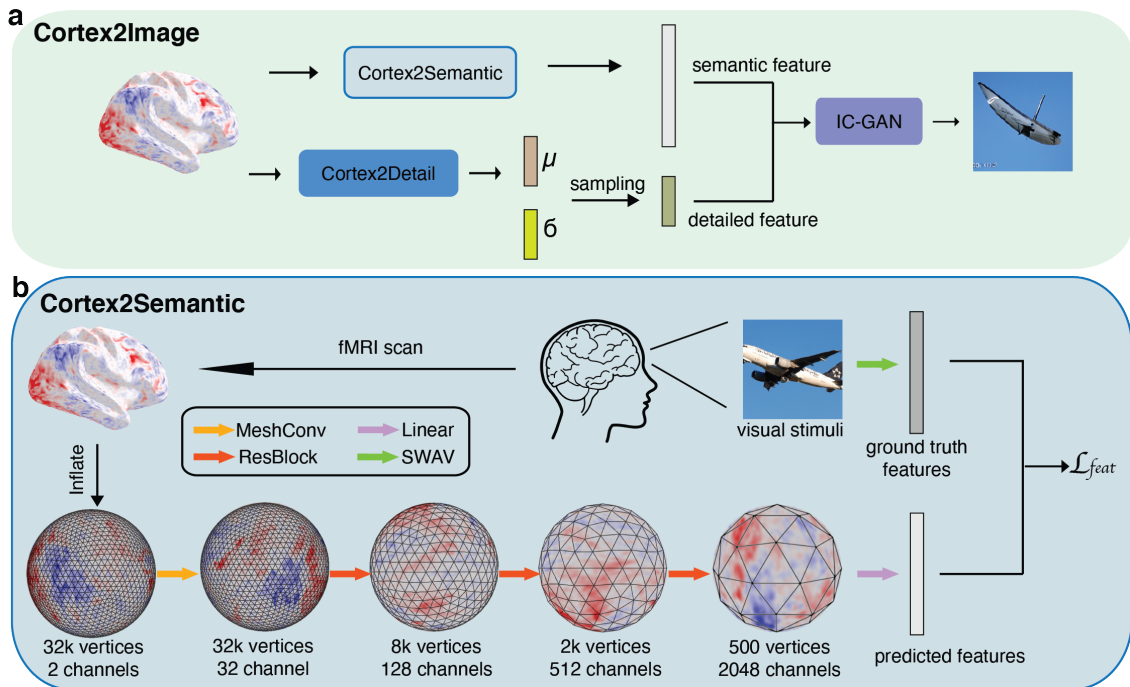 a
Cortex2Image
Cortex2Semantic
semantic feature
IC-GAN
Cortex2Detail
μ
sampling
б
detailed feature
b
Cortex2Semantic
fMRI scan
visual stimuli
ground truth
features
MeshConv
Linear
ResBlock
SWAV
Inflate
ℒfeat
32k vertices
2 channels
32k vertices
32 channel
8k vertices
128 channels
2k vertices
512 channels
500 vertices
2048 channels
predicted features